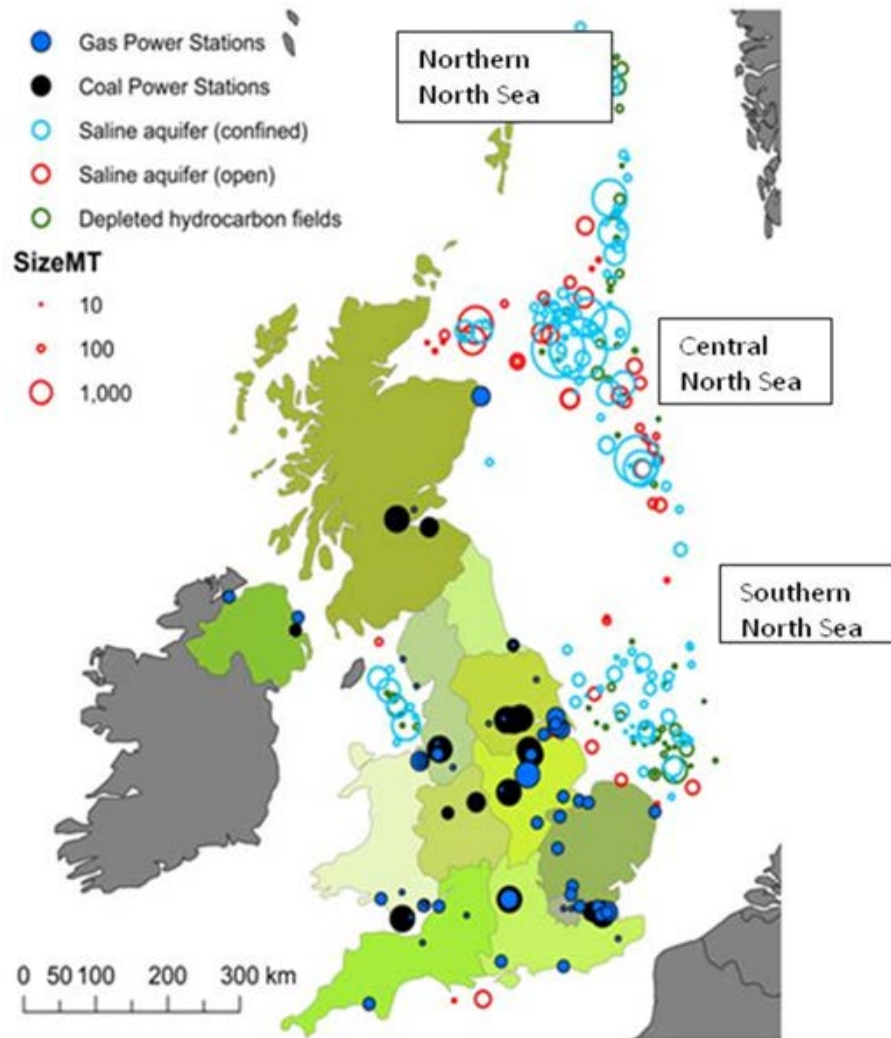 Gas Power Stations
Coal Power Stations
Saline aquifer (confined)
Saline aquifer (open)
Depleted hydrocarbon fields
SizeMT
10
100
1,000
Northern
North Sea
Central
North Sea
Southern
North Sea
0 50 100 200 300 km